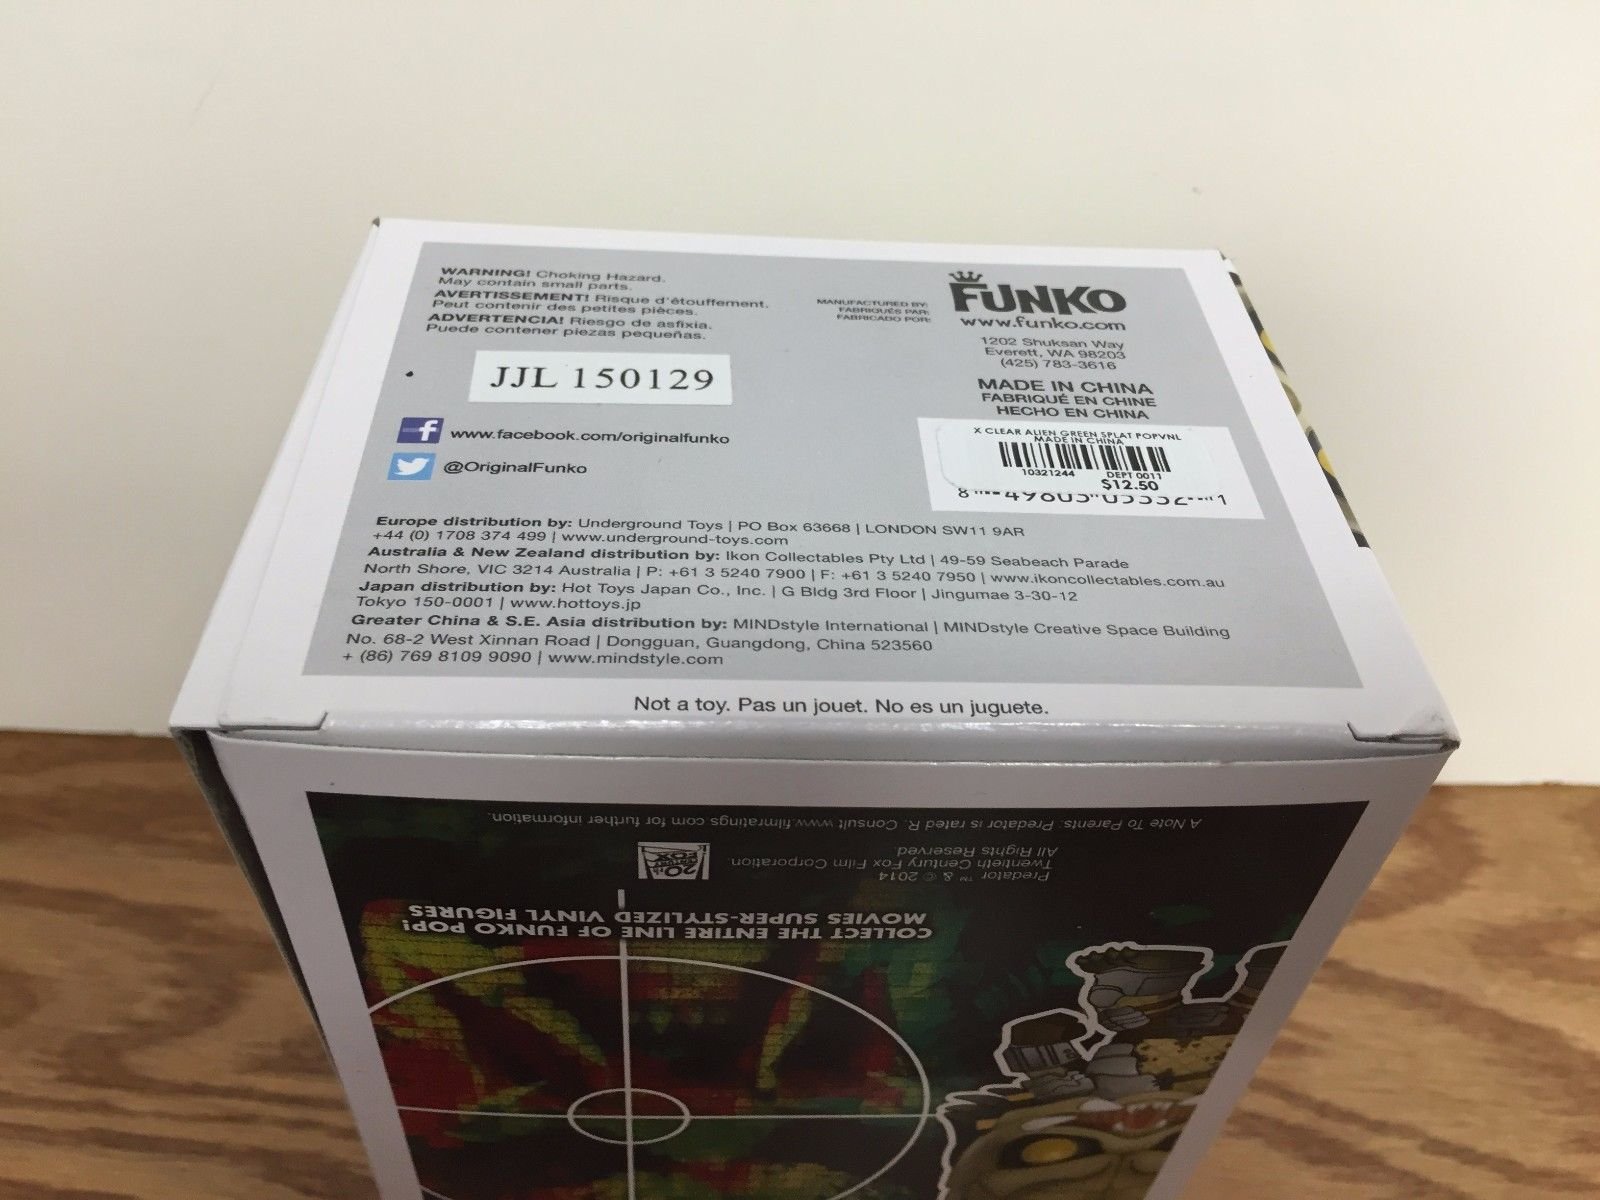 WARNING! Choking Hazard.
May contain small parts.
AVERTISSEMENT! Risque d'étouffement.
Peut contenir des petites pièces.
ADVERTENCIA! Riesgo de asfixia.
Puede contener piezas pequeñas.
MANUFACTURED BY:
FABRIQUÉS PAR:
FABRICADO POR:
FUNKO
www.funko.com
1202 Shuksan Way
Everett, WA 98203
(425) 783-3616
MADE IN CHINA
FABRIQUÉ EN CHINE
HECHO EN CHINA
JJL 150129
f www.facebook.com/originalfunko
@OriginalFunko
X CLEAR ALIEN GREEN SPLAT POPVNL
MADE IN CHINA
10321244 DEPT 0011
$12.50
Europe distribution by: Underground Toys | PO Box 63668 | LONDON SW11 9AR
+44 (0) 1708 374 499 | www.underground-toys.com
Australia & New Zealand distribution by: Ikon Collectables Pty Ltd | 49-59 Seabeach Parade
North Shore, VIC 3214 Australia | P: +61 3 5240 7900 | F: +61 3 5240 7950 | www.ikoncollectables.com.au
Japan distribution by: Hot Toys Japan Co., Inc. | G Bldg 3rd Floor | Jingumae 3-30-12
Tokyo 150-0001 | www.hottoys.jp
Greater China & S.E. Asia distribution by: MINDstyle International | MINDstyle Creative Space Building
No. 68-2 West Xinnan Road | Dongguan, Guangdong, China 523560
+ (86) 769 8109 9090 | www.mindstyle.com
Not a toy. Pas un jouet. No es un juguete.
COLLECT THE ENTIRE LINE OF FUNKO POP!
MOVIES SUPER-STYLIZED VINYL FIGURES
Predator ™ & © 2014
Twentieth Century Fox Film Corporation.
All Rights Reserved.
20th CENTURY FOX
A Note To Parents: Predator is rated R. Consult www.filmratings.com for further information.